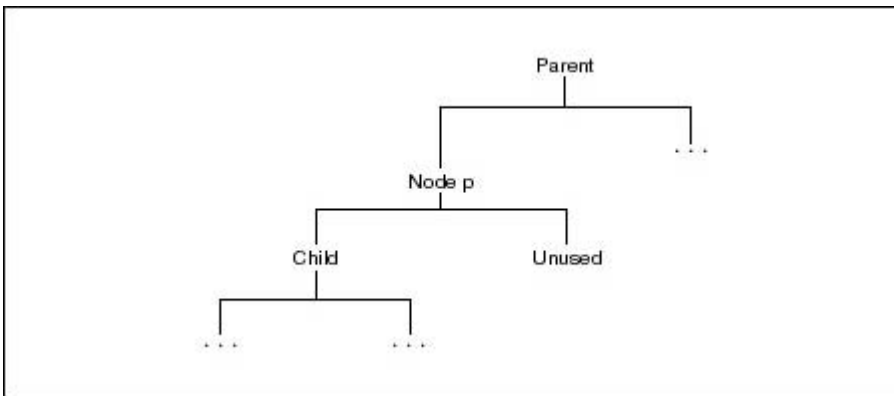 Parent
. . .
Node p
Child Unused
. . . . . .